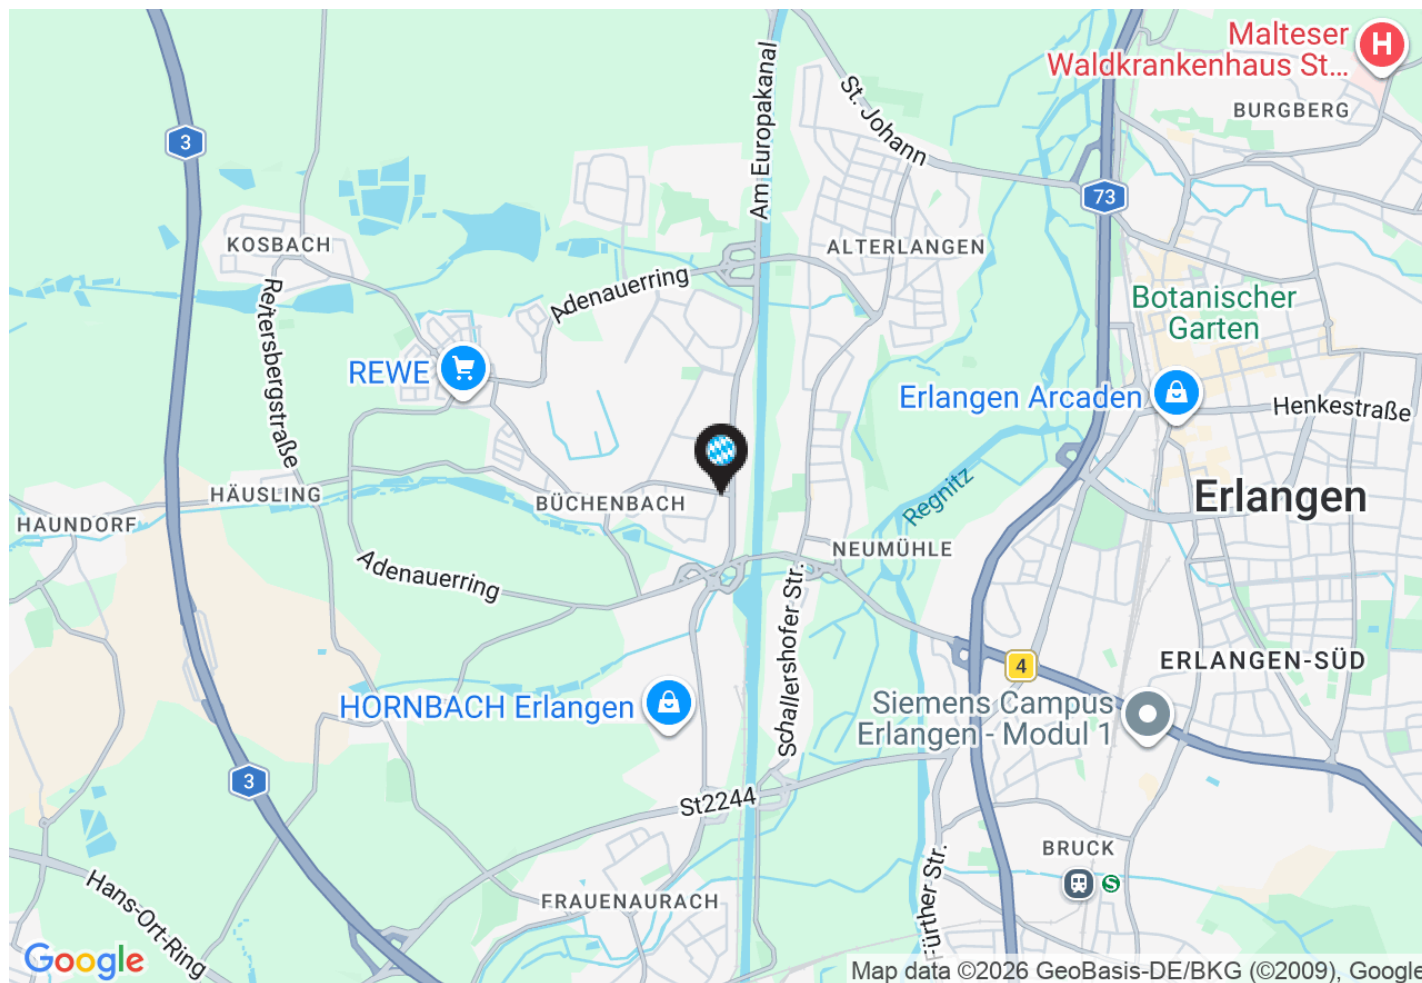 Malteser
Waldkrankenhaus St...
BURGBERG
3
St. Johann
Am Europakanal
73
KOSBACH
ALTERLANGEN
Adenauerring
Reitersbergstraße
Botanischer
Garten
REWE
Erlangen Arcaden
Henkestraße
HÄUSLING
BÜCHENBACH
Regnitz
Erlangen
HAUNDORF
NEUMÜHLE
Adenauerring
Schallershofer Str.
4
ERLANGEN-SÜD
HORNBACH Erlangen
Siemens Campus
Erlangen - Modul 1
3
St2244
BRUCK
S
Hans-Ort-Ring
FRAUENAURACH
Fürther Str.
Google
Map data ©2026 GeoBasis-DE/BKG (©2009), Google
H